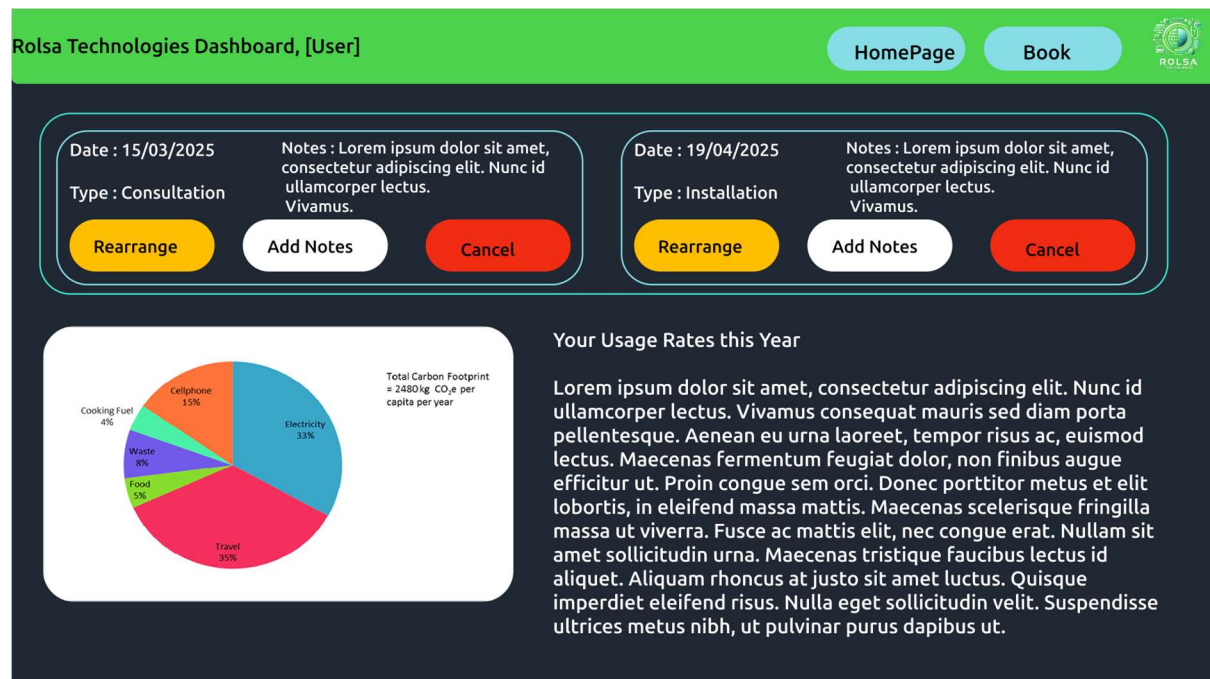 Rolsa Technologies Dashboard, [User]
HomePage
Book
ROLSA
Date : 15/03/2025
Type : Consultation
Notes : Lorem ipsum dolor sit amet,
consectetur adipiscing elit. Nunc id
ullamcorper lectus.
Vivamus.
Rearrange
Add Notes
Cancel
Date : 19/04/2025
Type : Installation
Notes : Lorem ipsum dolor sit amet,
consectetur adipiscing elit. Nunc id
ullamcorper lectus.
Vivamus.
Rearrange
Add Notes
Cancel
Cellphone
15%
Cooking Fuel
4%
Waste
8%
Food
5%
Travel
35%
Electricity
33%
Total Carbon Footprint
= 2480 kg CO₂e per
capita per year
Your Usage Rates this Year
Lorem ipsum dolor sit amet, consectetur adipiscing elit. Nunc id
ullamcorper lectus. Vivamus consequat mauris sed diam porta
pellentesque. Aenean eu urna laoreet, tempor risus ac, euismod
lectus. Maecenas fermentum feugiat dolor, non finibus augue
efficitur ut. Proin congue sem orci. Donec porttitor metus et elit
lobortis, in eleifend massa mattis. Maecenas scelerisque fringilla
massa ut viverra. Fusce ac mattis elit, nec congue erat. Nullam sit
amet sollicitudin urna. Maecenas tristique faucibus lectus id
aliquet. Aliquam rhoncus at justo sit amet luctus. Quisque
imperdiet eleifend risus. Nulla eget sollicitudin velit. Suspendisse
ultrices metus nibh, ut pulvinar purus dapibus ut.